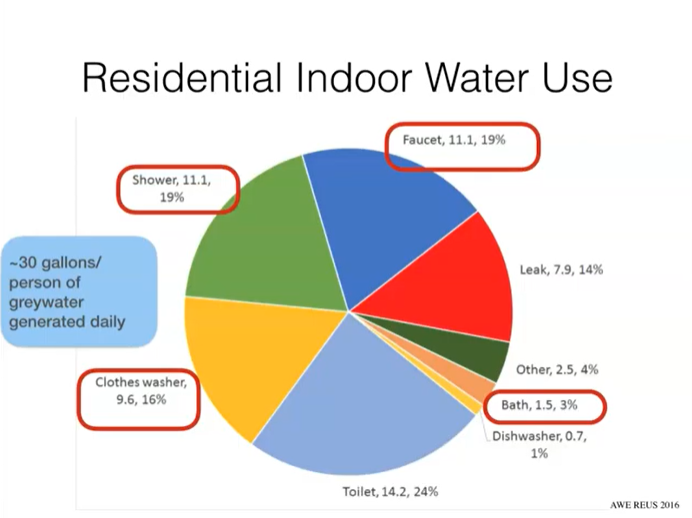 Residential Indoor Water Use
Faucet, 11.1, 19%
Shower, 11.1,
19%
~30 gallons/
person of
greywater
generated daily
Leak, 7.9, 14%
Other, 2.5, 4%
Clothes washer,
9.6, 16%
Bath, 1.5, 3%
Dishwasher, 0.7,
1%
Toilet, 14.2, 24%
AWE REUS 2016